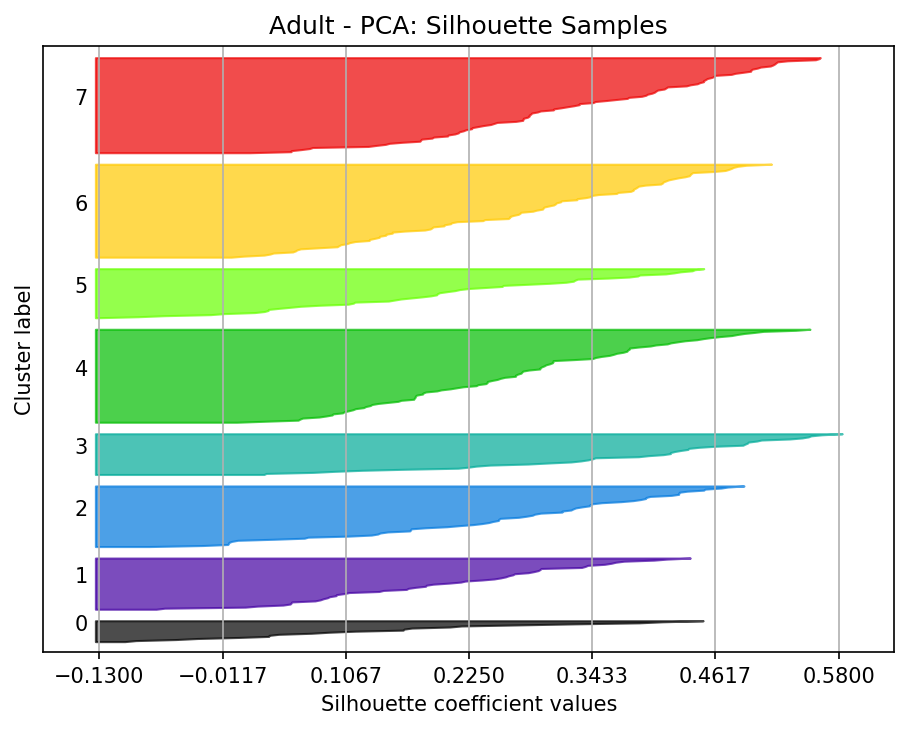 Adult - PCA: Silhouette Samples
Cluster label
7
6
5
4
3
2
1
0
−0.1300 −0.0117 0.1067 0.2250 0.3433 0.4617 0.5800
Silhouette coefficient values